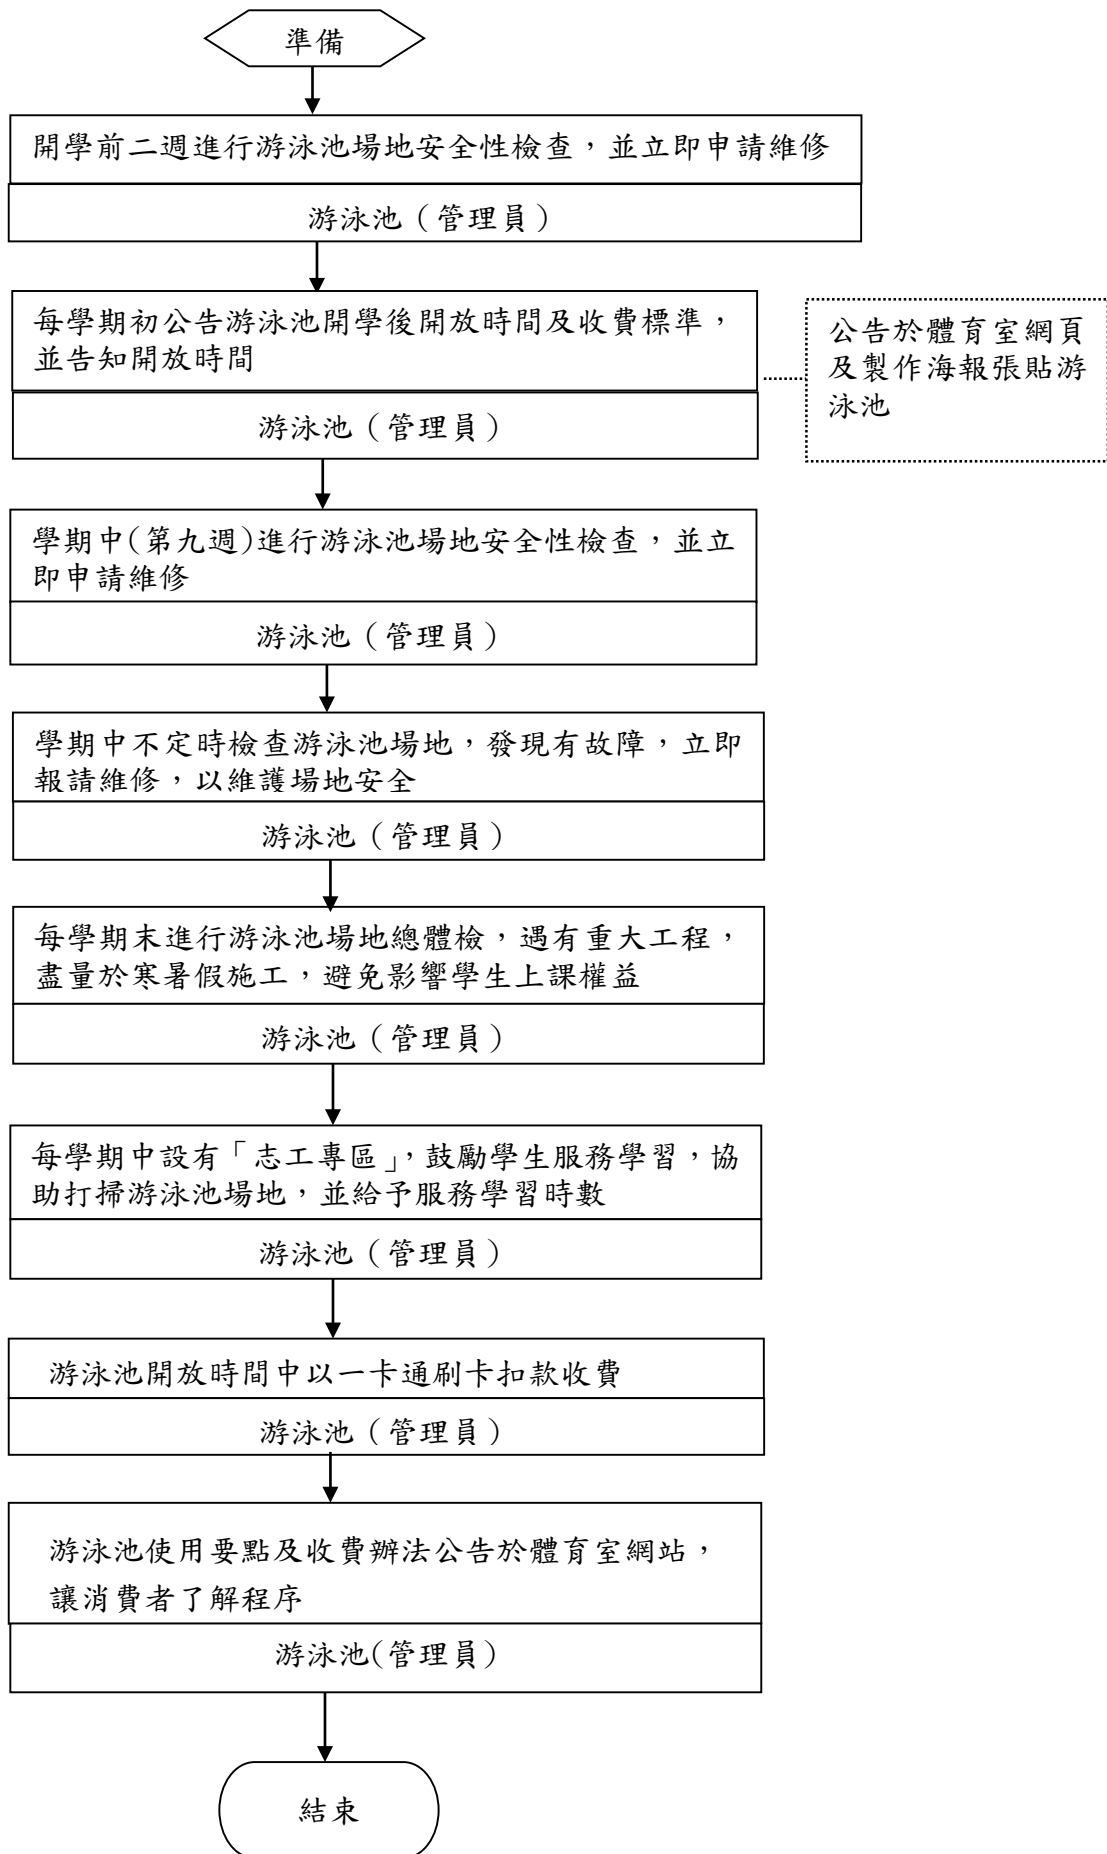 準備
開學前二週進行游泳池場地安全性檢查，並立即申請維修
游泳池（管理員）
每學期初公告游泳池開學後開放時間及收費標準，
並告知開放時間
游泳池（管理員）
公告於體育室網頁
及製作海報張貼游
泳池
學期中(第九週)進行游泳池場地安全性檢查，並立
即申請維修
游泳池（管理員）
學期中不定時檢查游泳池場地，發現有故障，立即
報請維修，以維護場地安全
游泳池（管理員）
每學期末進行游泳池場地總體檢，遇有重大工程，
盡量於寒暑假施工，避免影響學生上課權益
游泳池（管理員）
每學期中設有「志工專區」，鼓勵學生服務學習，協
助打掃游泳池場地，並給予服務學習時數
游泳池（管理員）
游泳池開放時間中以一卡通刷卡扣款收費
游泳池（管理員）
游泳池使用要點及收費辦法公告於體育室網站，
讓消費者了解程序
游泳池(管理員)
結束